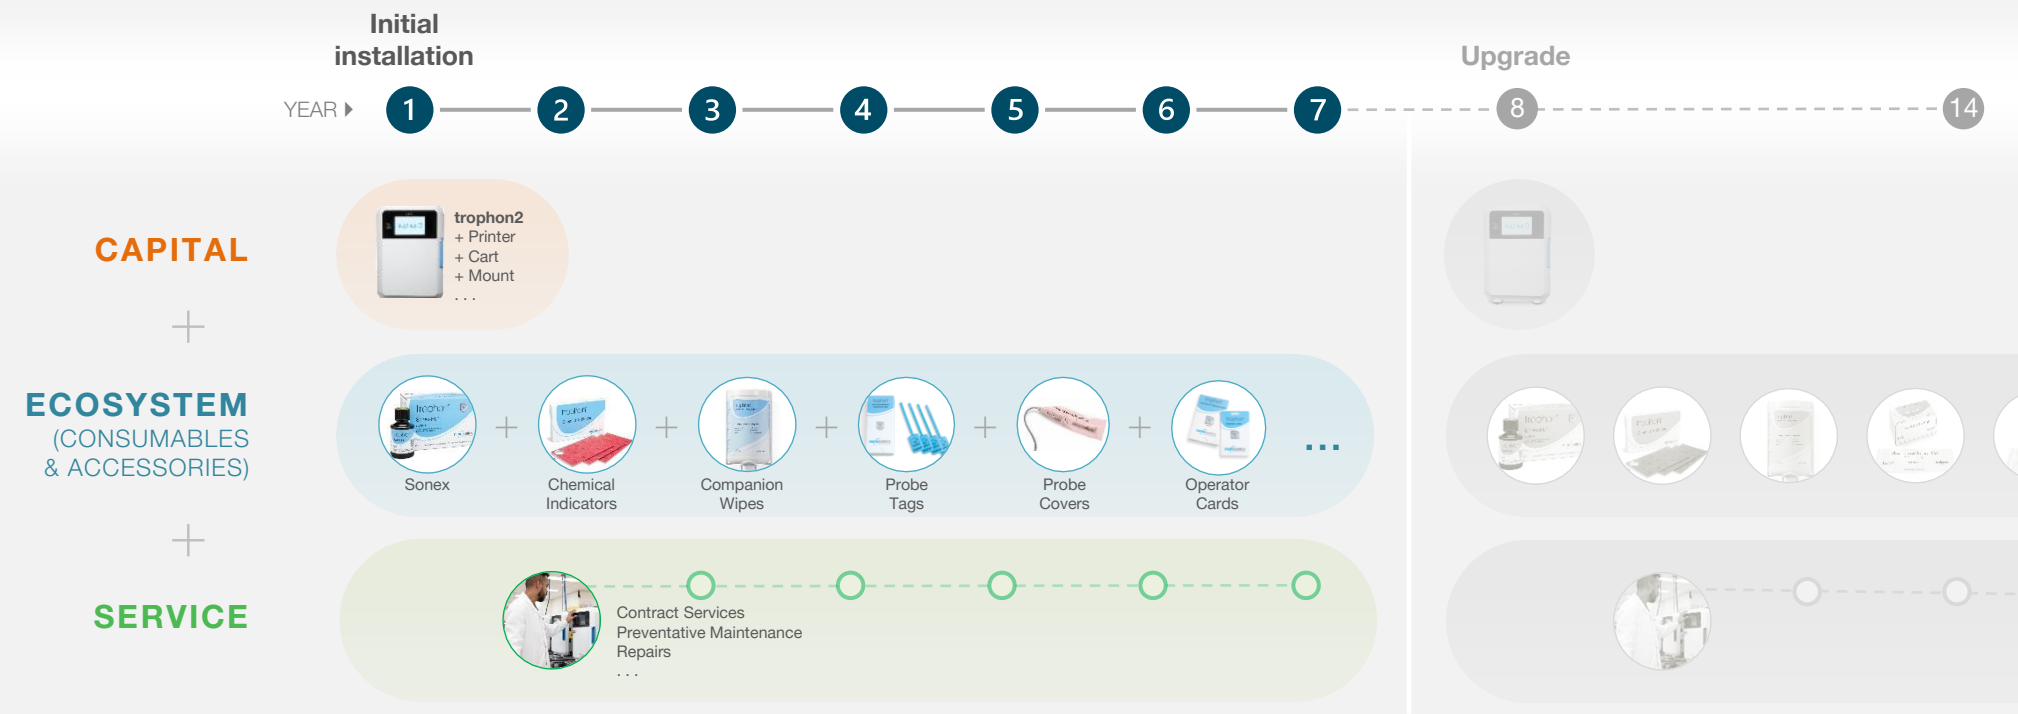 Initial
installation
Upgrade
YEAR
1
2
3
4
5
6
7
8
14
CAPITAL
trophon2
+ Printer
+ Cart
+ Mount
. . .
ECOSYSTEM
(CONSUMABLES
& ACCESSORIES)
Sonex
Chemical
Indicators
Companion
Wipes
Probe
Tags
Probe
Covers
Operator
Cards
...
SERVICE
Contract Services
Preventative Maintenance
Repairs
. . .